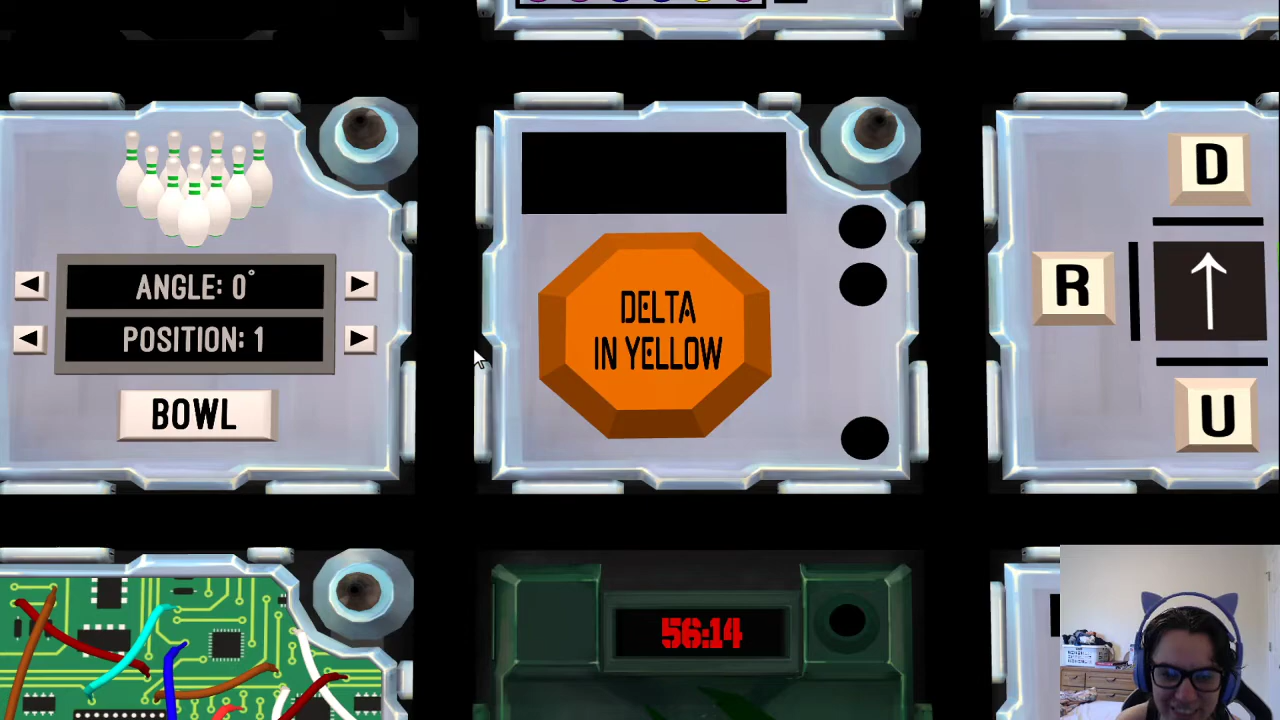 ANGLE: 0°
POSITION: 1
BOWL
DELTA
IN YELLOW
D
R
U
56:14